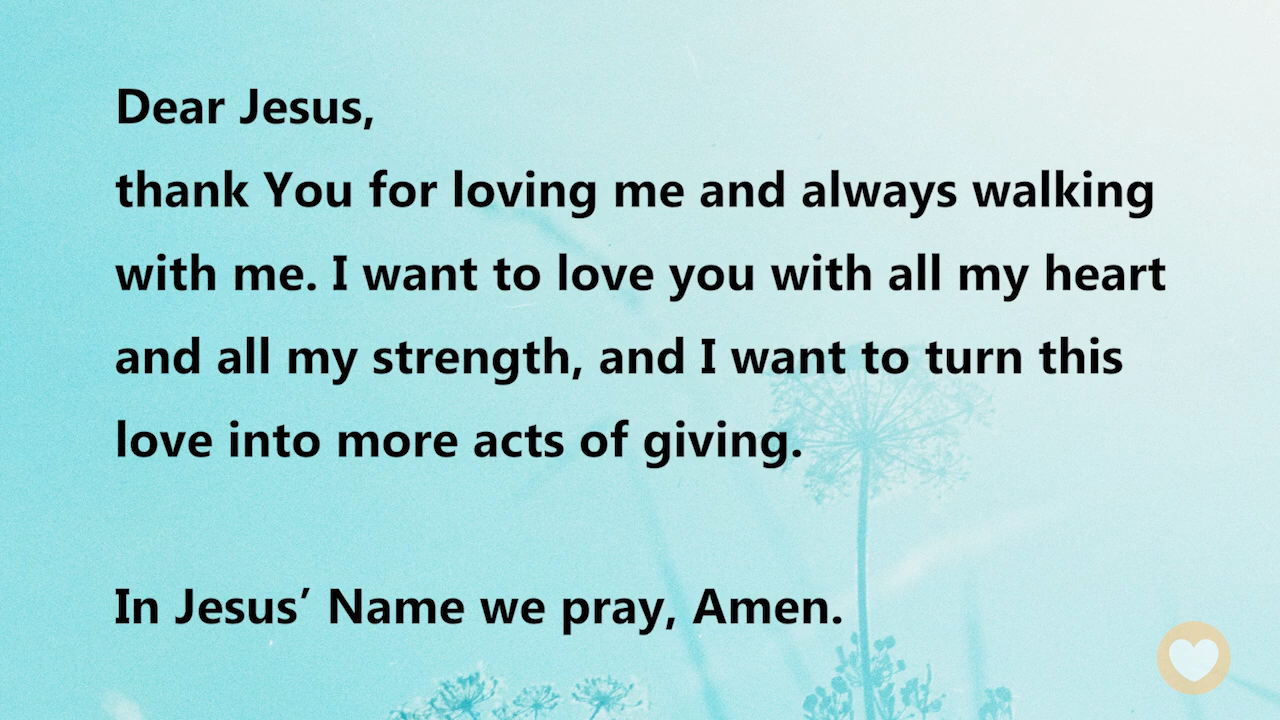 Dear Jesus,
thank You for loving me and always walking
with me. I want to love you with all my heart
and all my strength, and I want to turn this
love into more acts of giving.
In Jesus’ Name we pray, Amen.